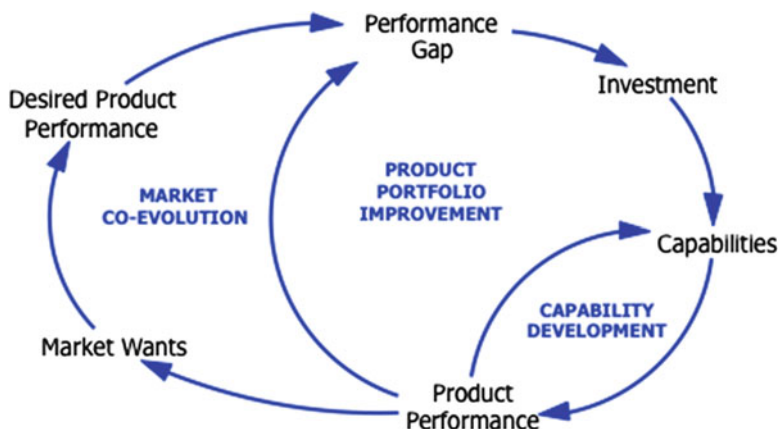 Performance
Gap
Investment
Desired Product
Performance
PRODUCT
PORTFOLIO
IMPROVEMENT
MARKET
CO-EVOLUTION
Capabilities
CAPABILITY
DEVELOPMENT
Market Wants
Product
Performance